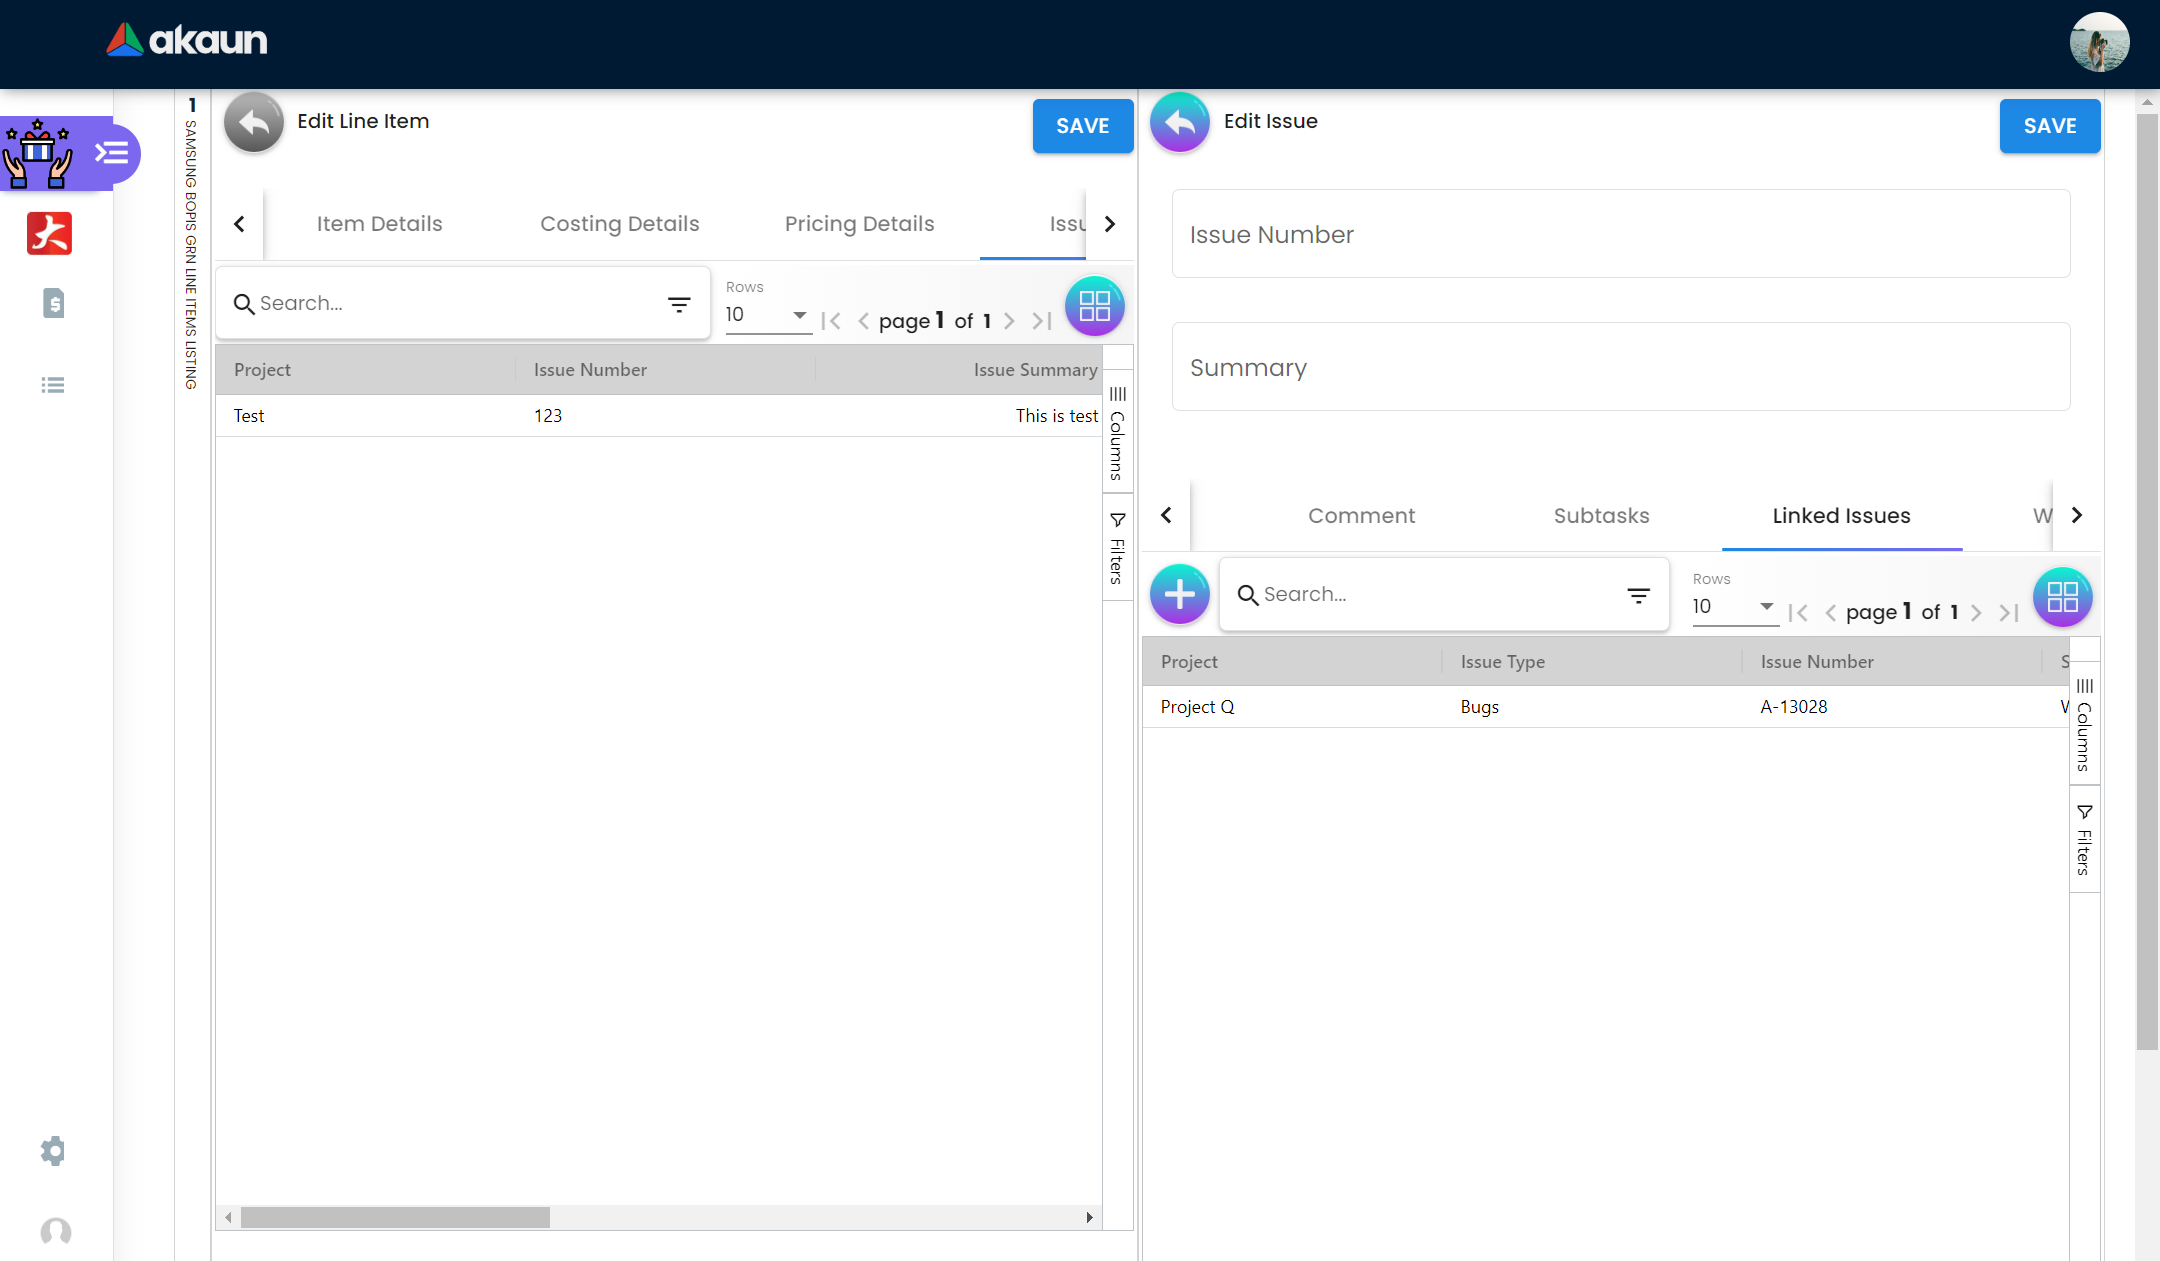 akaun
1
SAMSUNG BOPIS GRN LINE ITEMS LISTING
Edit Line Item
SAVE
Item Details
Costing Details
Pricing Details
Search...
Rows
10
page 1 of 1
Project
Issue Number
Issue Summary
Test
123
This is test
Columns
Filters
Edit Issue
SAVE
Issue Number
Summary
Comment
Subtasks
Linked Issues
Search...
Rows
10
page 1 of 1
Project
Issue Type
Issue Number
Project Q
Bugs
A-13028
Columns
Filters